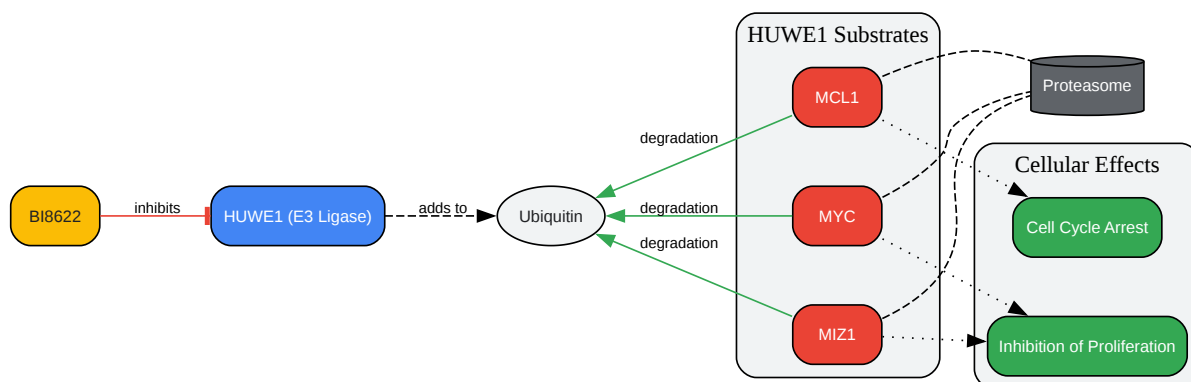 HUWE1 Substrates
MCL1
Proteasome
degradation
Cellular Effects
BI8622
inhibits
HUWE1 (E3 Ligase)
adds to
Ubiquitin
degradation
MYC
Cell Cycle Arrest
degradation
MIZ1
Inhibition of Proliferation